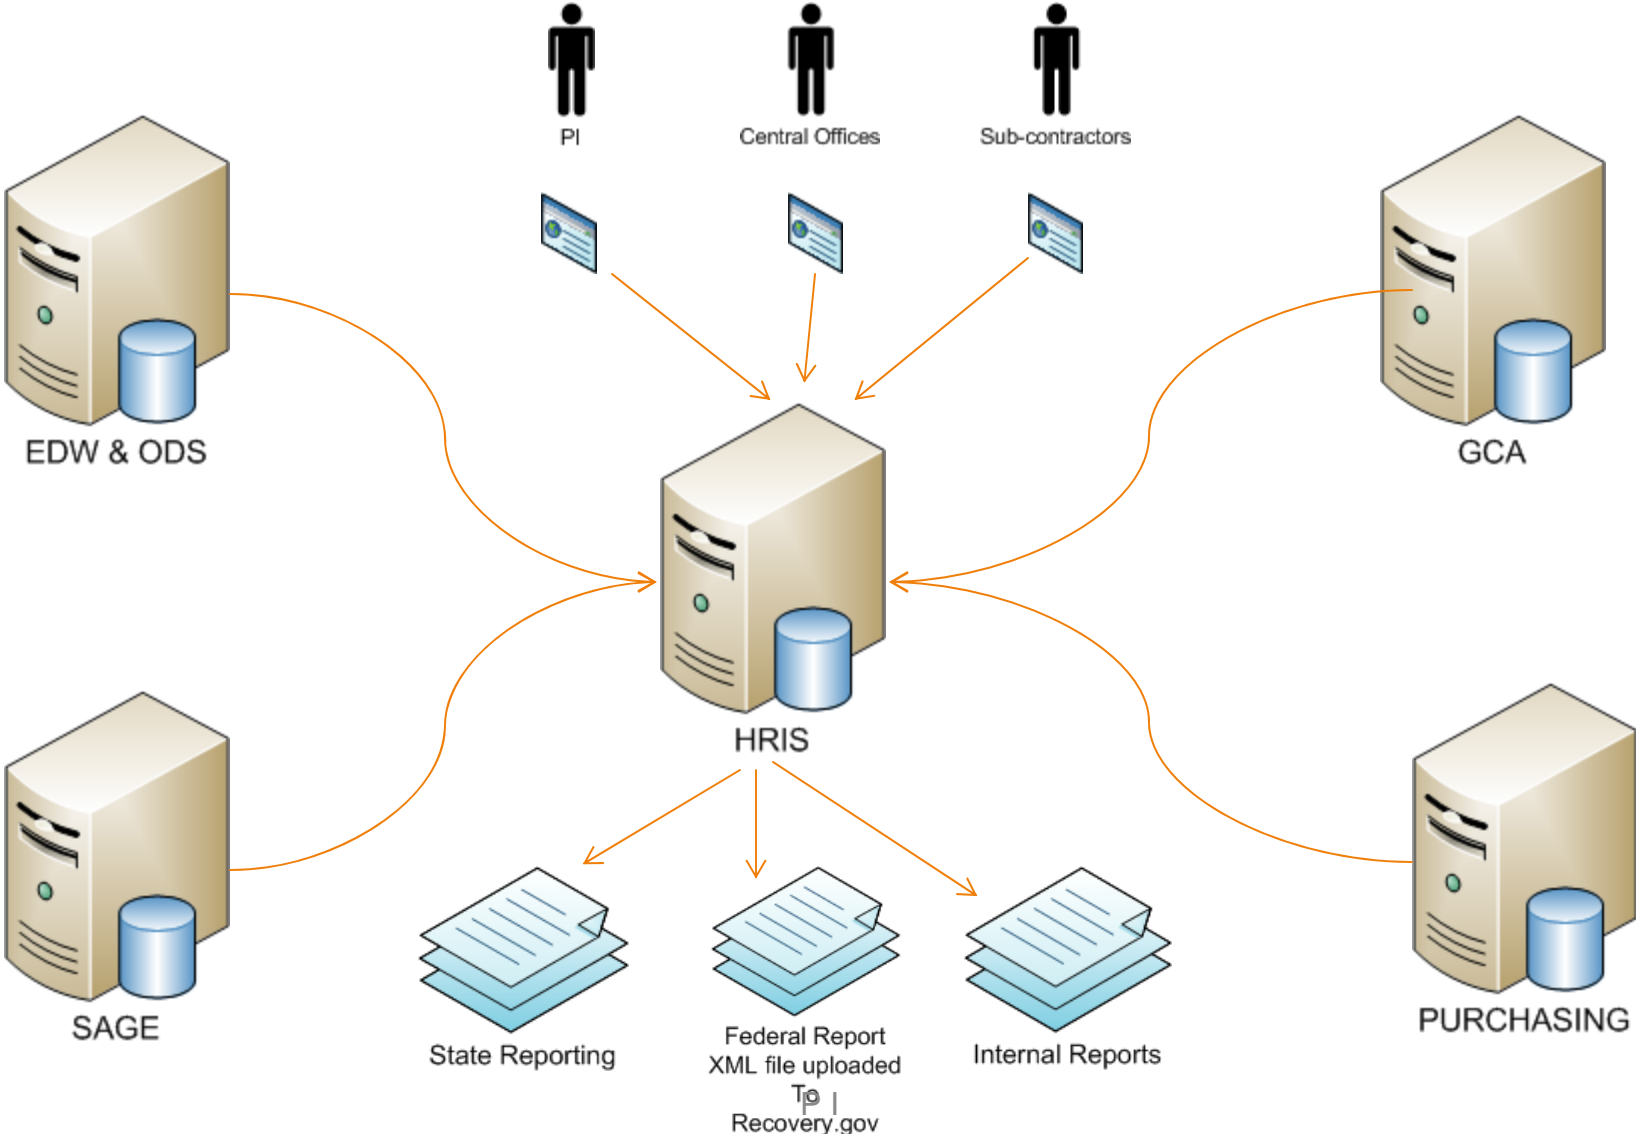 PI
Central Offices
Sub-contractors
EDW & ODS
GCA
HRIS
SAGE
PURCHASING
State Reporting
Federal Report
XML file uploaded
To
Recovery.gov
Internal Reports
P I